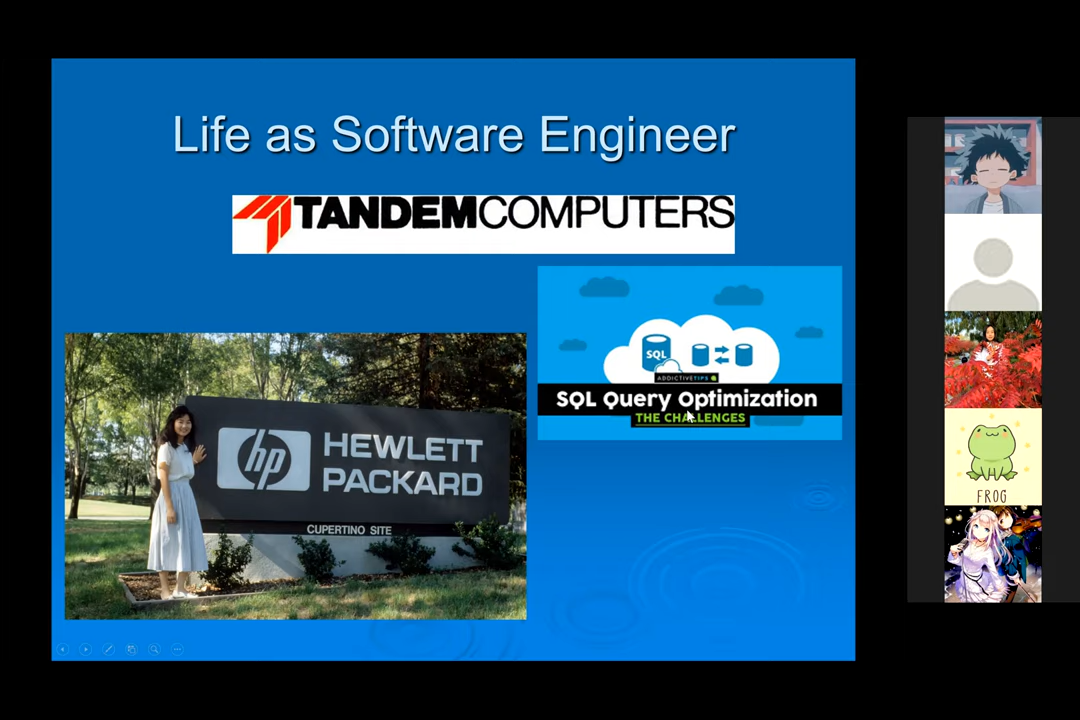 Life as Software Engineer
TANDEMCOMPUTERS
SQL
ADDICTIVETIPS
SQL Query Optimization
THE CHALLENGES
hp HEWLETT
PACKARD
CUPERTINO SITE
FROG